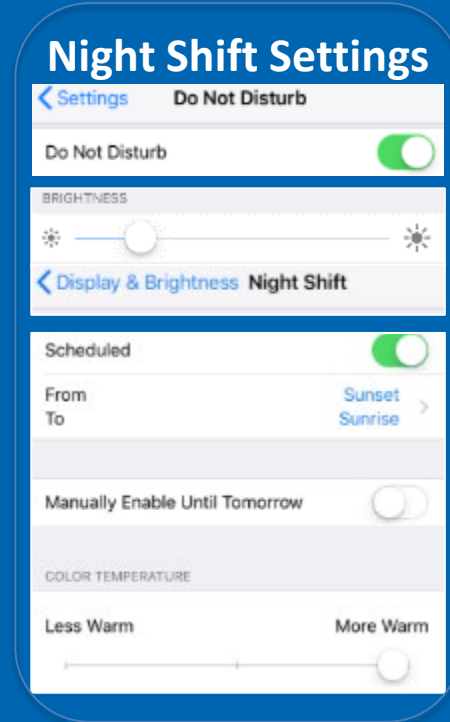 Night Shift Settings
Settings Do Not Disturb
Do Not Disturb
BRIGHTNESS
Display & Brightness Night Shift
Scheduled
From Sunset
To Sunrise
Manually Enable Until Tomorrow
COLOR TEMPERATURE
Less Warm More Warm